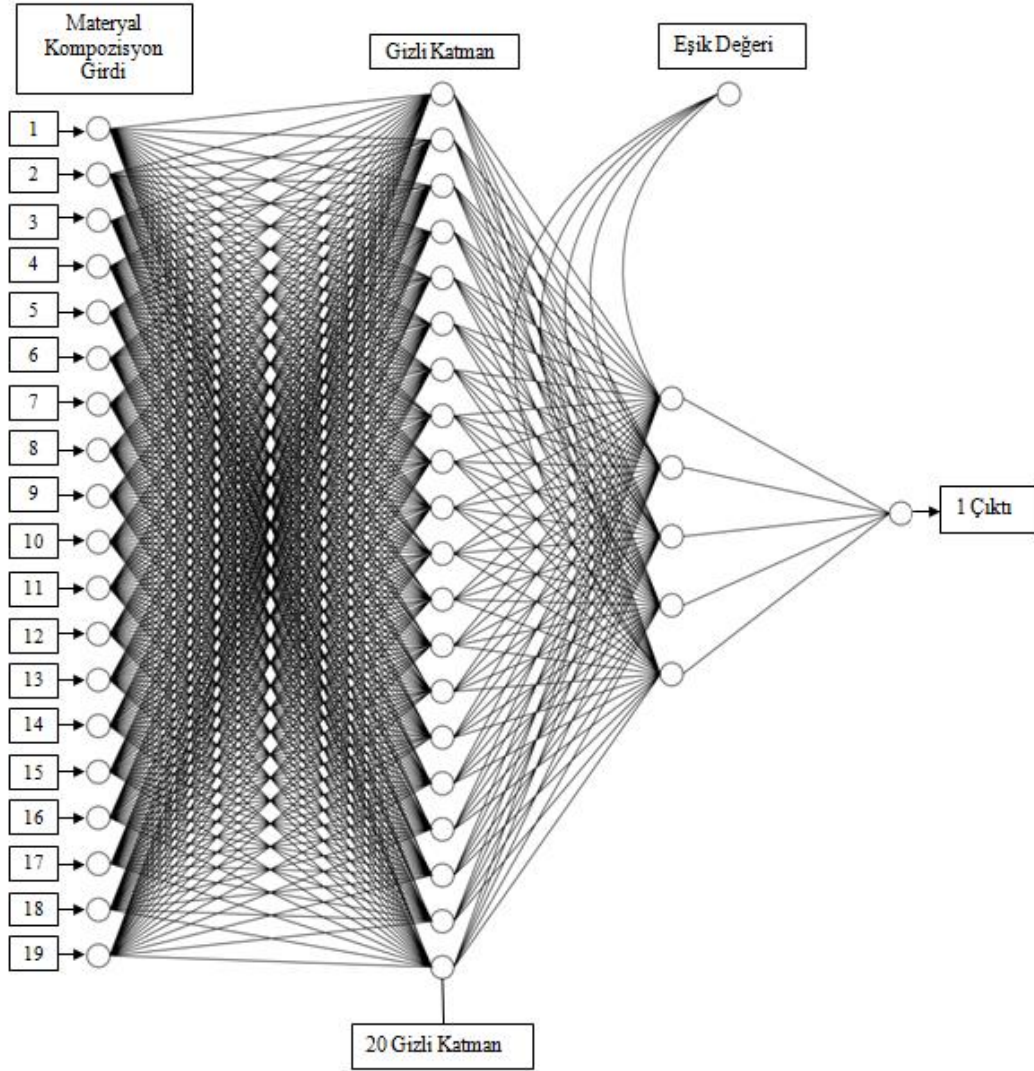 Materyal
Kompozisyon
Girdi
Gizli Katman
Eşik Değeri
1
2
3
4
5
6
7
8
9
10
11
12
13
14
15
16
17
18
19
1 Çıktı
20 Gizli Katman